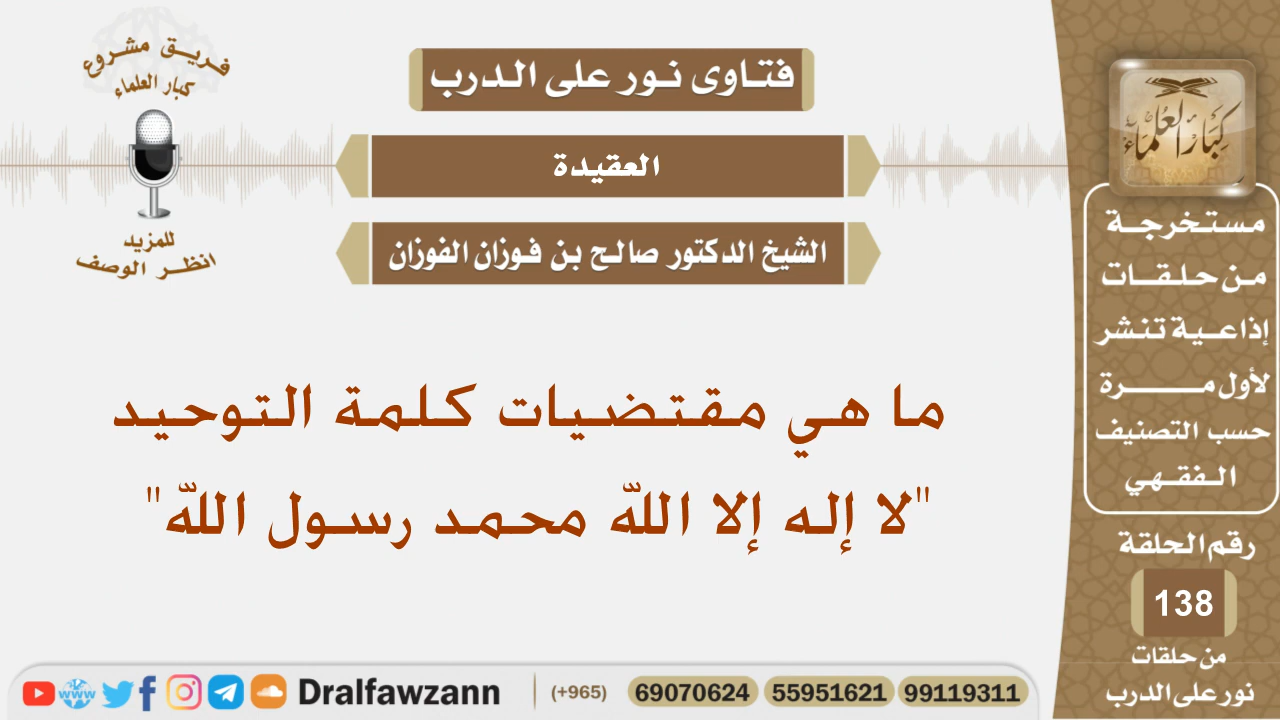 فريق مشروع
كبار العلماء
للمزيد
انظر الوصف
فتاوى نور على الدرب
العقيدة
الشيخ الدكتور صالح بن فوزان الفوزان
ما هي مقتضيات كلمة التوحيد
"لا إله إلا الله محمد رسول الله"
كبار العلماء
مستخرجة
من حلقات
إذاعية تنشر
لأول مرة
حسب التصنيف
الفقهي
رقم الحلقة
138
من حلقات
نور على الدرب
www
Dralfawzann
(+965) 69070624 55951621 99119311